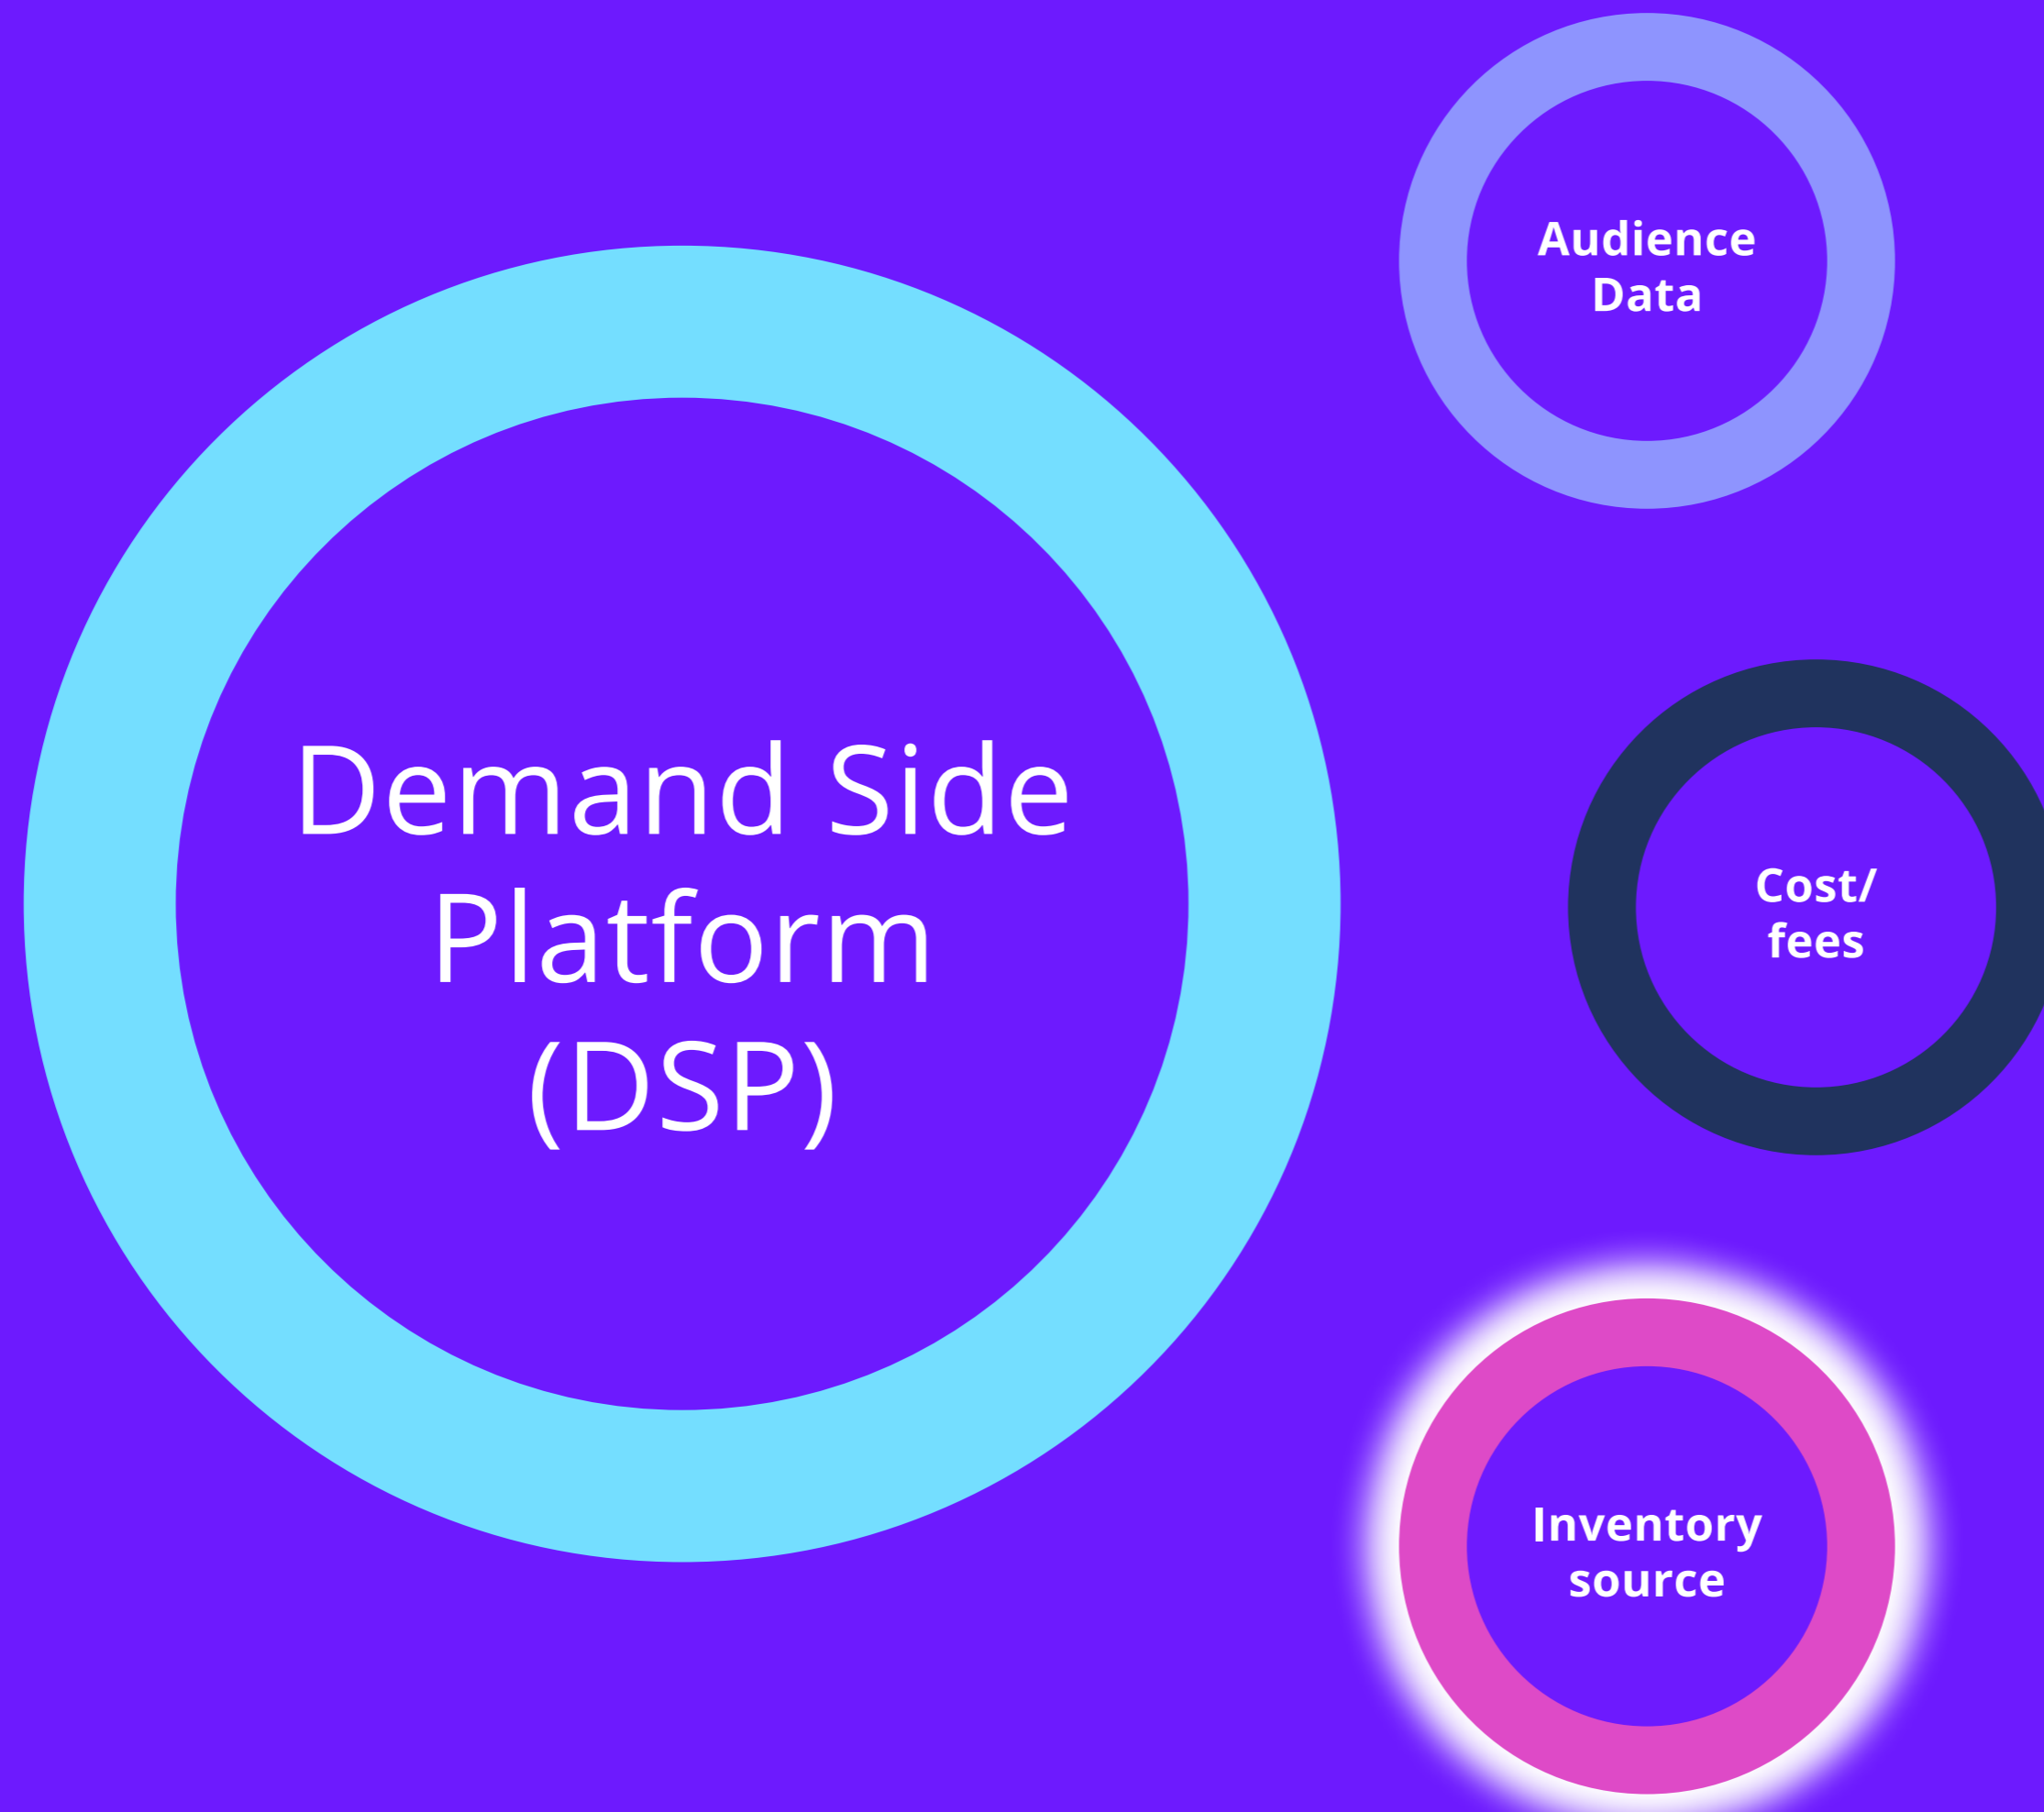 Demand Side
Platform
(DSP)
Audience
Data
Cost/
fees
Inventory
source